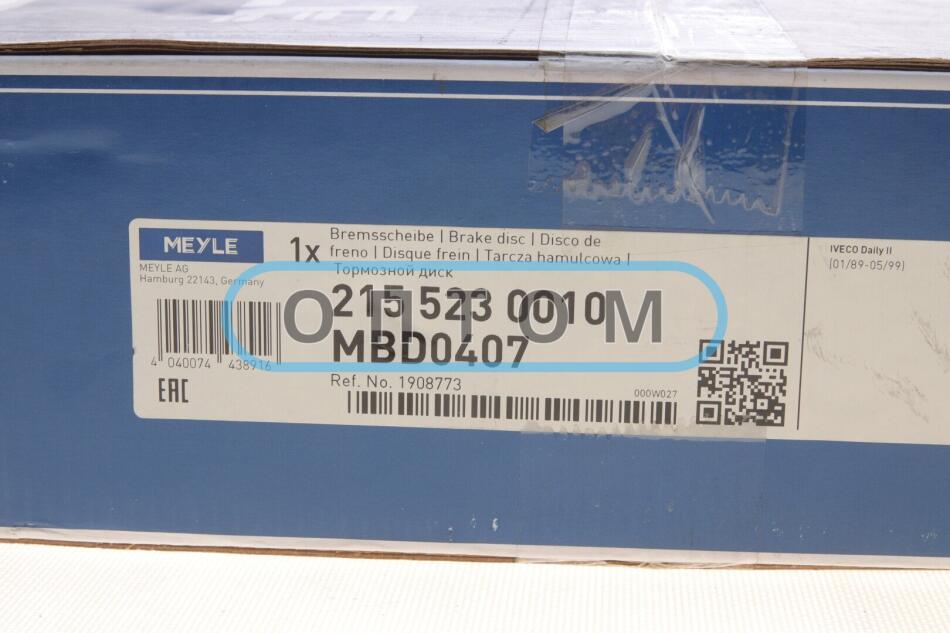 MEYLE
MEYLE AG
Hamburg 22143, Germany
4 040074 438916
EAC
1x
Bremsscheibe | Brake disc | Disco de
freno | Disque frein | Tarcza hamulcowa |
Тормозной диск
215 523 0010
MBD0407
Ref. No. 1908773
000W027
IVECO Daily II
(01/89-05/99)
ОПТОМ